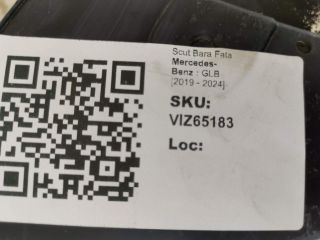 Scut Bara Fata
Mercedes-
Benz : GLB
[2019 - 2024]
SKU:
VIZ65183
Loc: